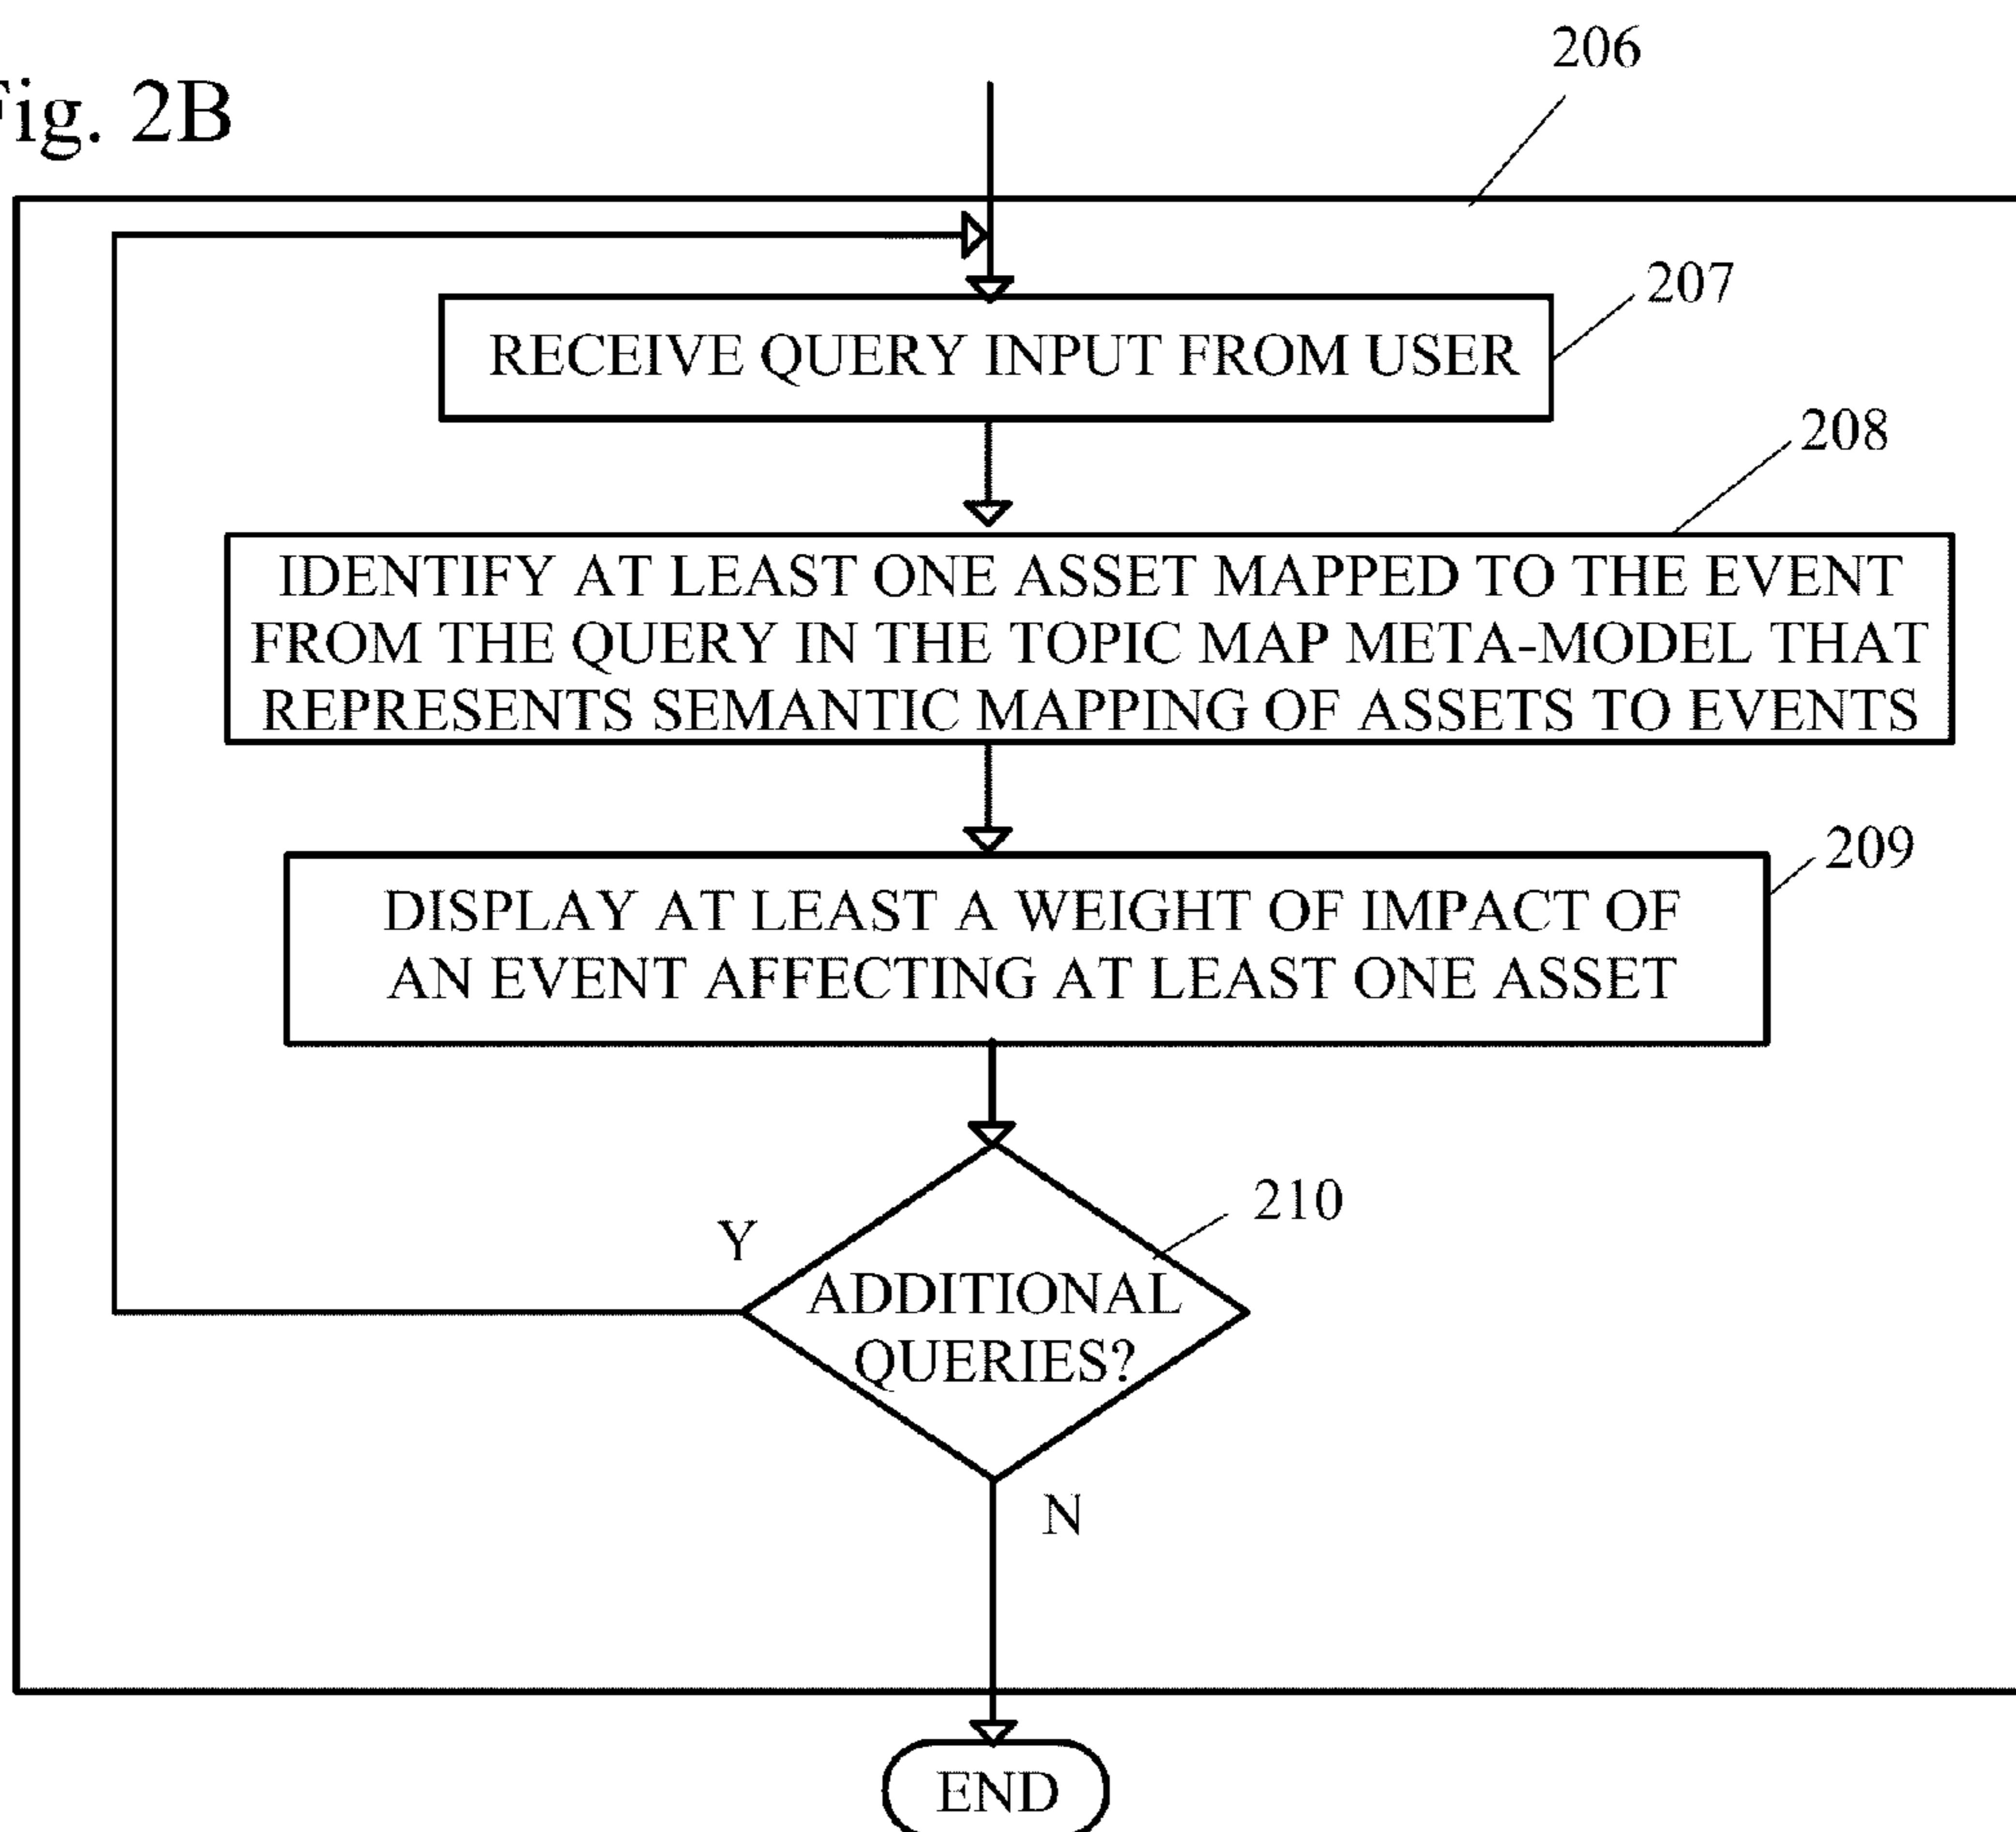 ig. 2B
206
207
RECEIVE QUERY INPUT FROM USER
208
IDENTIFY AT LEAST ONE ASSET MAPPED TO THE EVENT
FROM THE QUERY IN THE TOPIC MAP META-MODEL THAT
REPRESENTS SEMANTIC MAPPING OF ASSETS TO EVENTS
209
DISPLAY AT LEAST A WEIGHT OF IMPACT OF
AN EVENT AFFECTING AT LEAST ONE ASSET
210
Y
ADDITIONAL
QUERIES?
N
END